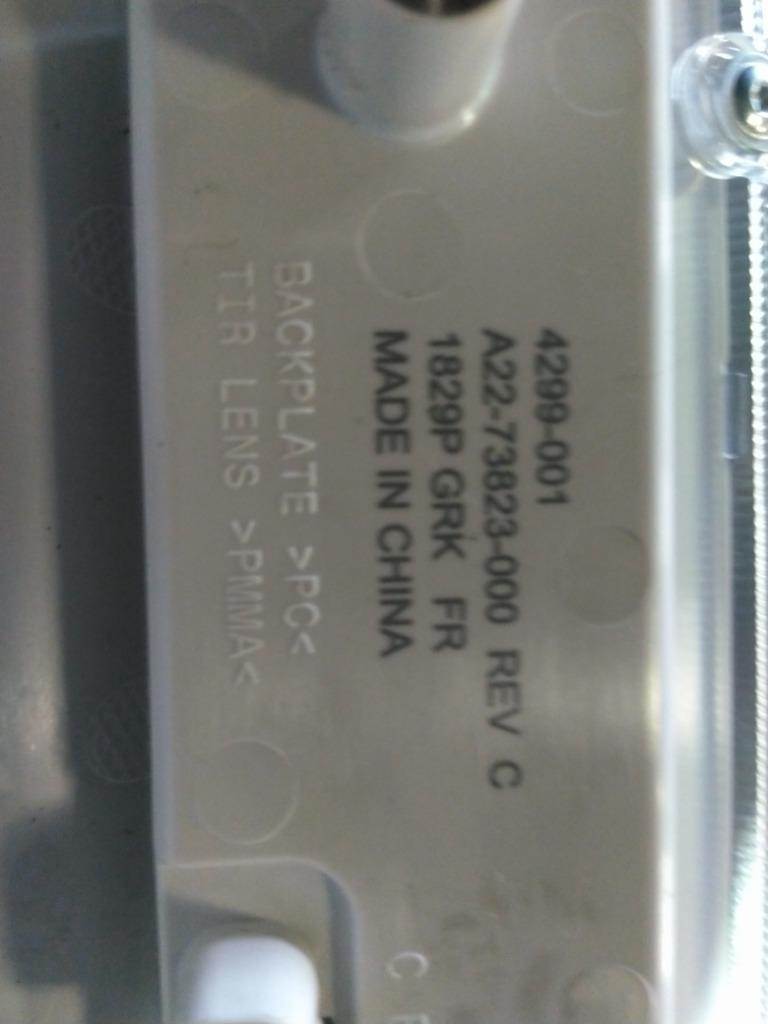 4299-001
A22-73823-000 REV C
1829P GRK FR
MADE IN CHINA
BACKPLATE >PC<
TIR LENS >PMMA<
C